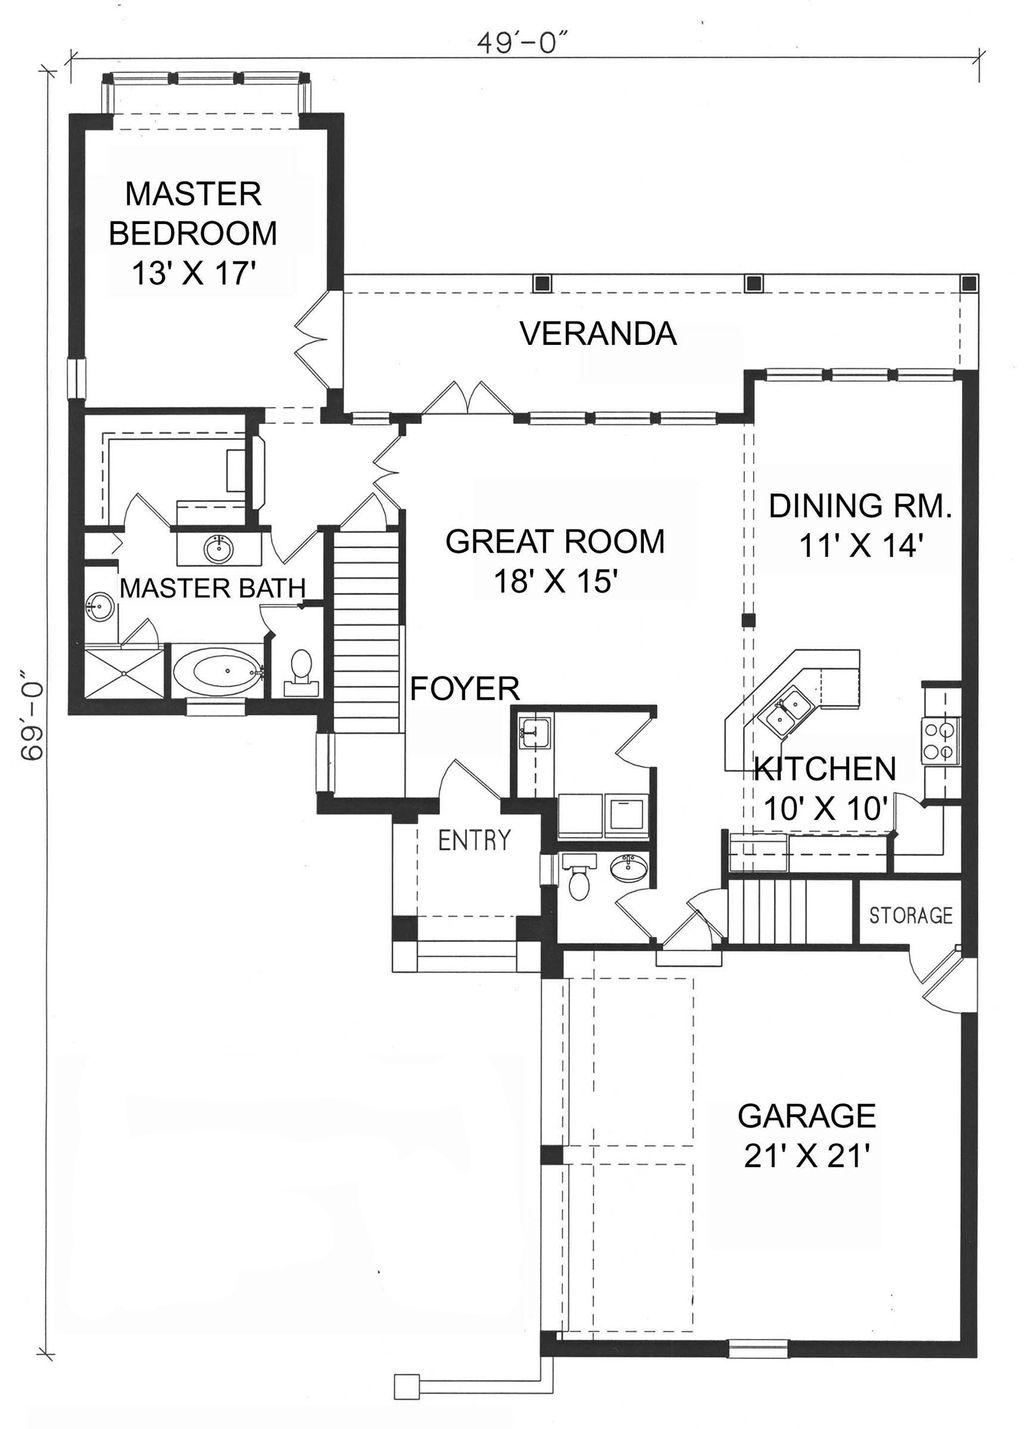 49'-0"
MASTER
BEDROOM
13' X 17'
VERANDA
DINING RM.
11' X 14'
GREAT ROOM
18' X 15'
MASTER BATH
69'-0"
FOYER
KITCHEN
10' X 10'
ENTRY
STORAGE
GARAGE
21' X 21'